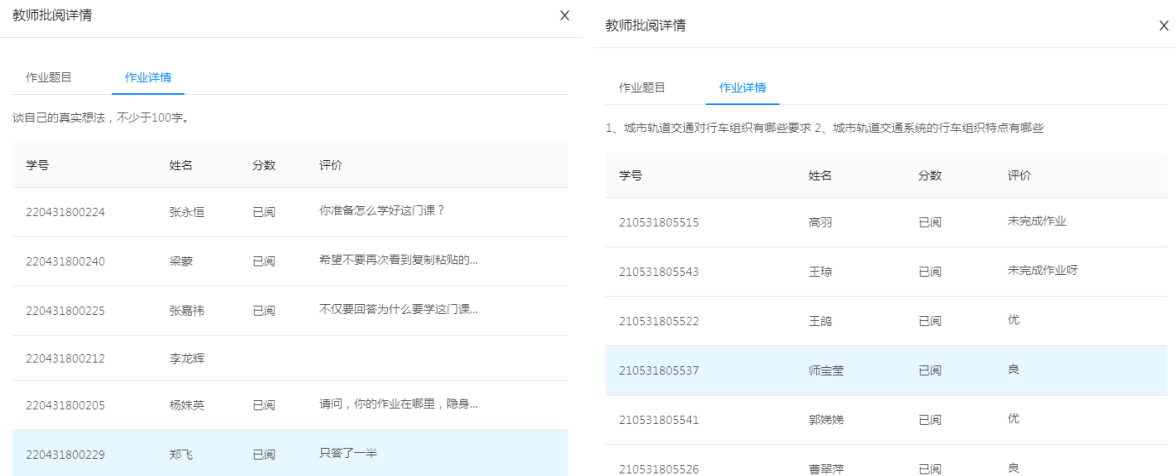 教师批阅详情 X
作业题目 作业详情
谈自己的真实想法，不少于100字。
学号 姓名 分数 评价
220431800224 张永恒 已阅 你准备怎么学好这门课？
220431800240 梁蒙 已阅 希望不要再次看到复制粘贴的...
220431800225 张嘉祎 已阅 不仅要回答为什么要学这门课...
220431800212 李龙辉
220431800205 杨姝英 已阅 请问，你的作业在哪里，隐身...
220431800229 郑飞 已阅 只答了一半
教师批阅详情 X
作业题目 作业详情
1、城市轨道交通对行车组织有哪些要求 2、城市轨道交通系统的行车组织特点有哪些
学号 姓名 分数 评价
210531805515 高羽 已阅 未完成作业
210531805543 王琼 已阅 未完成作业呀
210531805522 王鸽 已阅 优
210531805537 师宝莹 已阅 良
210531805541 郭娣娣 已阅 优
210531805526 曹翠萍 已阅 良